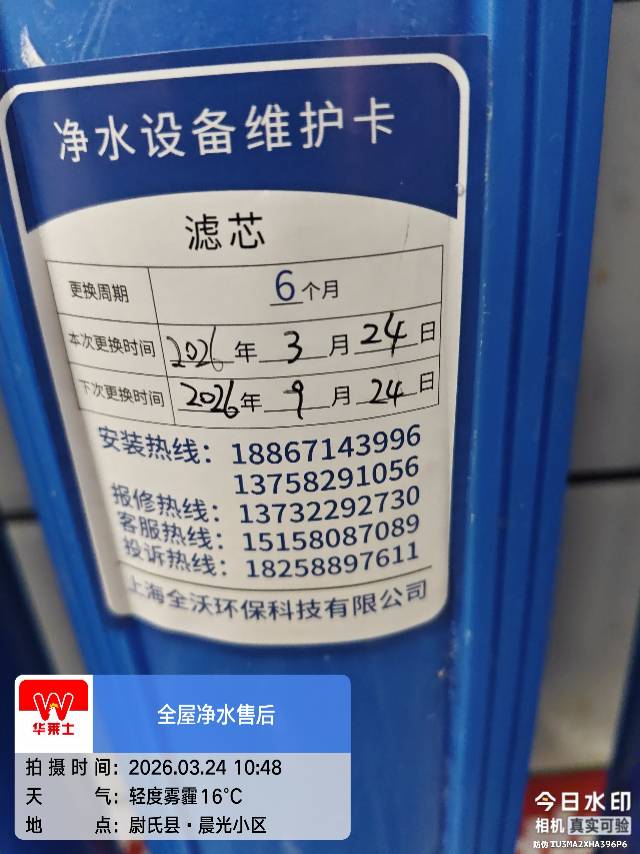 净水设备维护卡
滤芯
更换周期 6个月
本次更换时间 2026年3月24日
下次更换时间 2026年9月24日
安装热线：18867143996
13758291056
报修热线：13732292730
客服热线：15158087089
投诉热线：18258897611
上海全沃环保科技有限公司
华莱士
全屋净水售后
拍摄时间：2026.03.24 10:48
天气：轻度雾霾16℃
地点：尉氏县·晨光小区
今日水印
相机 真实可验
防伪 TU3MA2XHA396P6